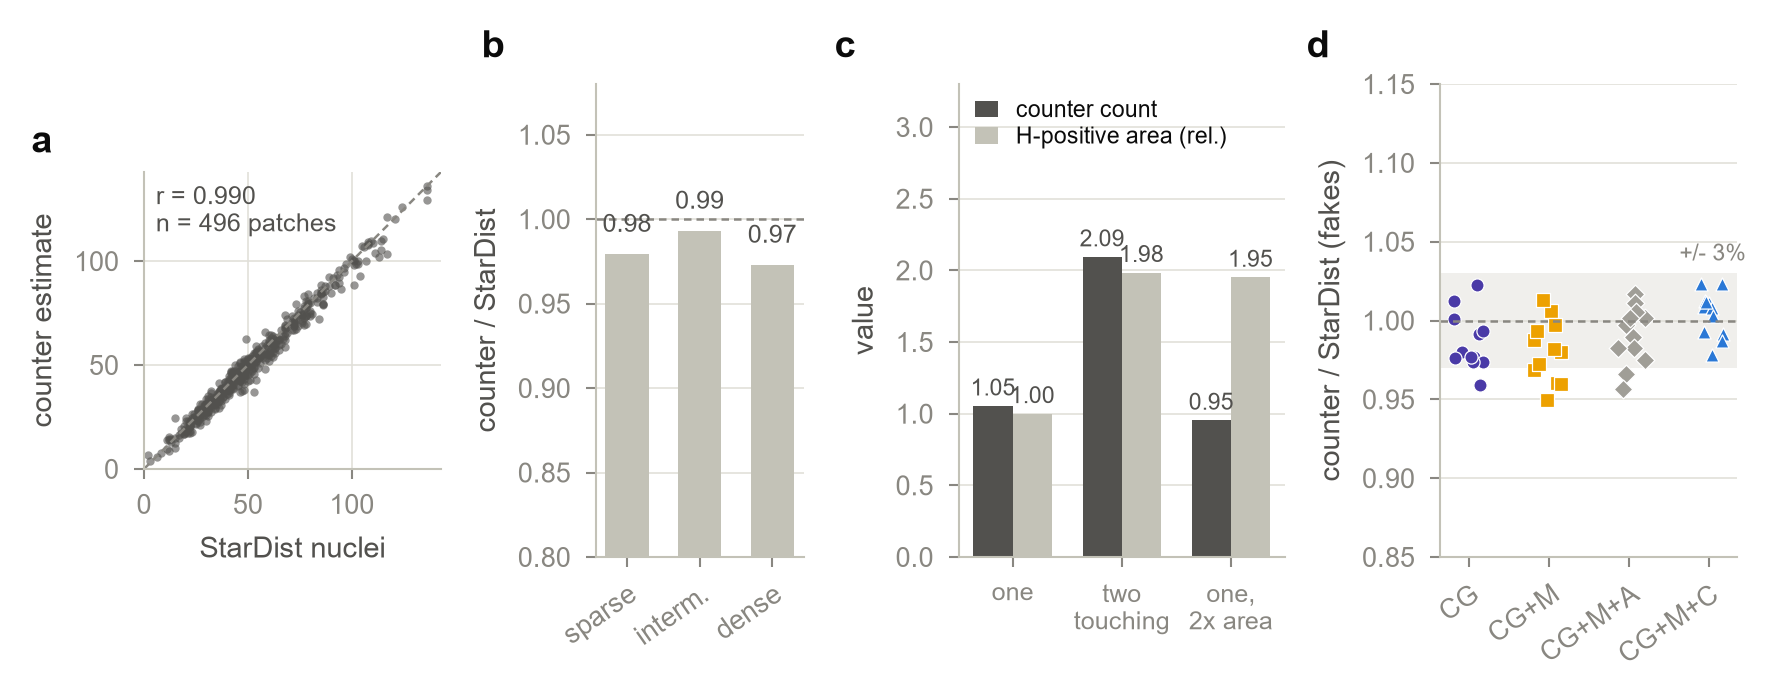 a
r = 0.990
n = 496 patches
counter estimate
100
50
0
0
50
100
StarDist nuclei
b
counter / StarDist
1.05
1.00
0.95
0.90
0.85
0.80
0.98
0.99
0.97
sparse
interm.
dense
c
counter count
H-positive area (rel.)
value
3.0
2.5
2.0
1.5
1.0
0.5
0.0
1.05
1.00
2.09
1.98
0.95
1.95
one
two
touching
one,
2x area
d
counter / StarDist (fakes)
1.15
1.10
1.05
1.00
0.95
0.90
0.85
+/- 3%
CG
CG+M
CG+M+A
CG+M+C